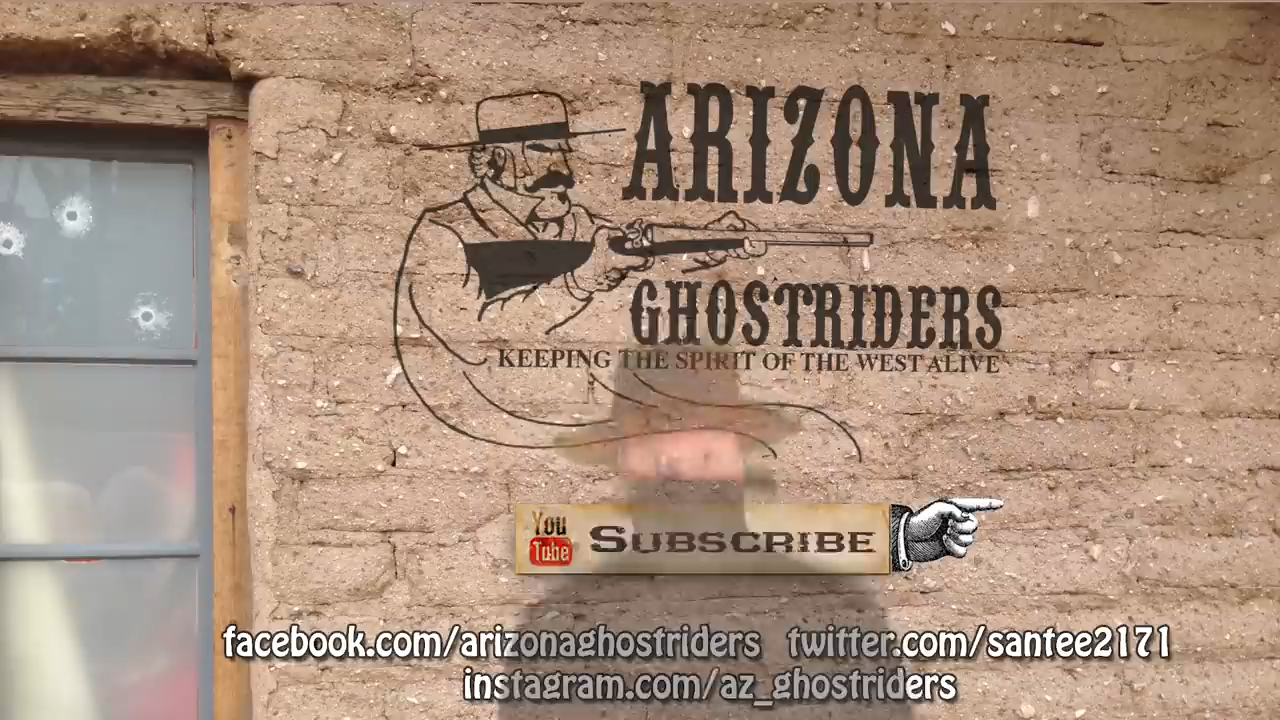 ARIZONA
GHOSTRIDERS
KEEPING THE SPIRIT OF THE WEST ALIVE
You
Tube
SUBSCRIBE
facebook.com/arizonaghostriders twitter.com/santee2171
instagram.com/az_ghostriders